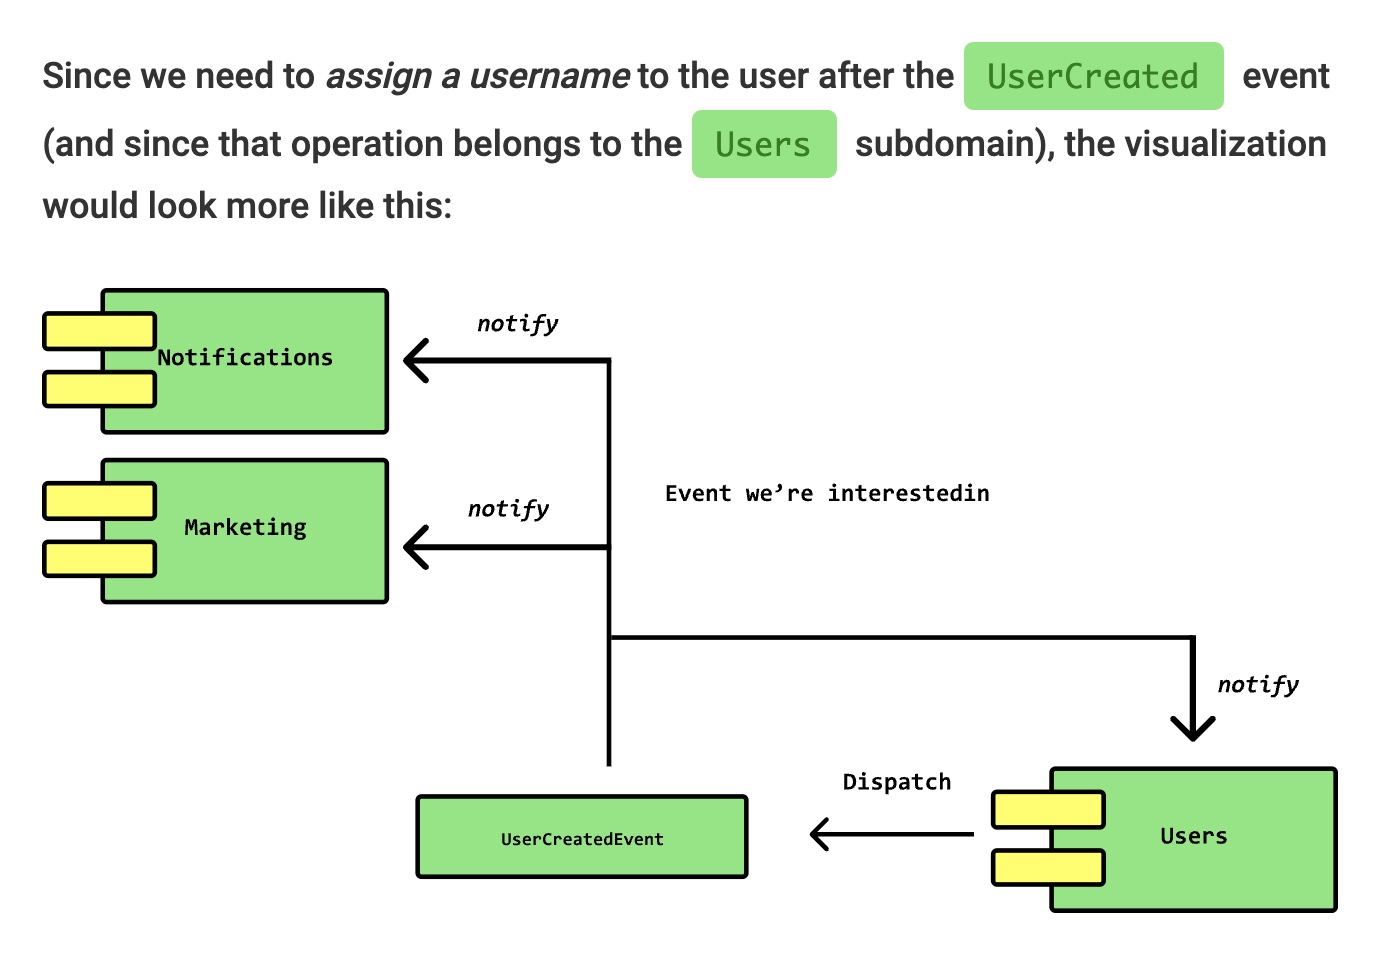 Since we need to assign a username to the user after the UserCreated event
(and since that operation belongs to the Users subdomain), the visualization
would look more like this:
notify
Notifications
notify
Event we’re interestedin
Marketing
notify
Dispatch
UserCreatedEvent
Users